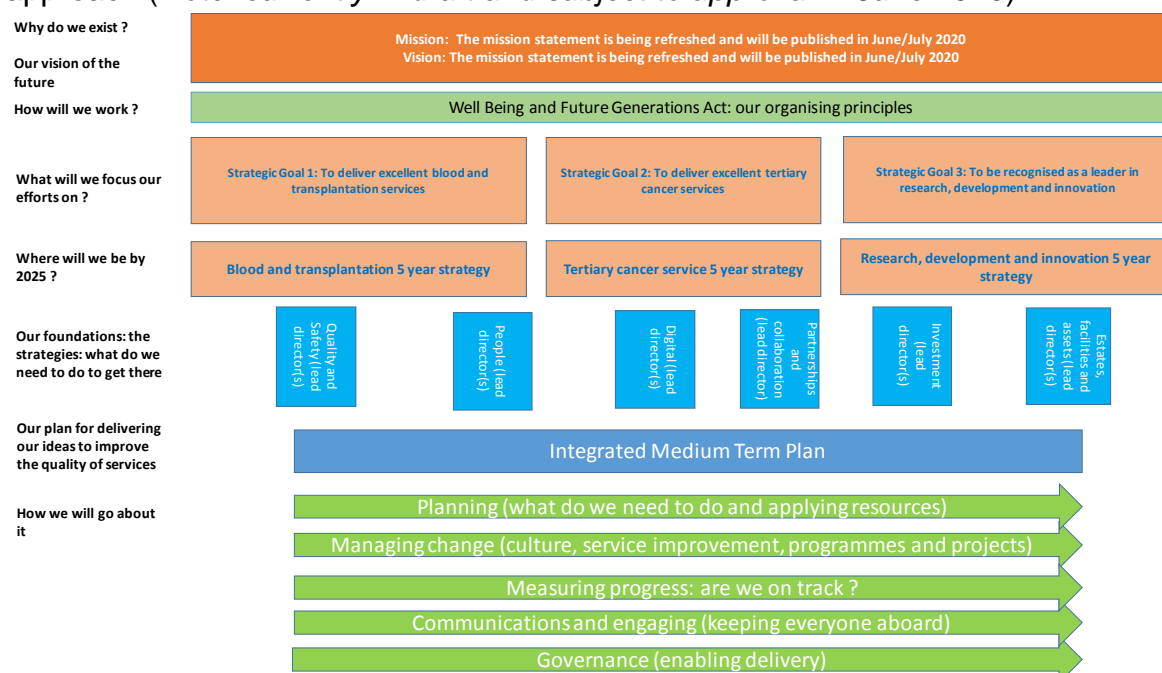 Why do we exist ?
Our vision of the
future
Mission: The mission statement is being refreshed and will be published in June/July 2020
Vision: The mission statement is being refreshed and will be published in June/July 2020
How will we work ?
Well Being and Future Generations Act: our organising principles
What will we focus our
efforts on ?
Strategic Goal 1: To deliver excellent blood and
transplantation services
Strategic Goal 2: To deliver excellent tertiary
cancer services
Strategic Goal 3: To be recognised as a leader in
research, development and innovation
Where will we be by
2025 ?
Blood and transplantation 5 year strategy
Tertiary cancer service 5 year strategy
Research, development and innovation 5 year
strategy
Our foundations: the
strategies: what do we
need to do to get there
Quality and
Safety (lead
director(s)
People (lead
director(s)
Digital (lead
director(s)
Partnerships
and
collaboration
(lead director)
Investment
(lead
director(s)
Estates,
facilities and
assets (lead
director(s)
Our plan for delivering
our ideas to improve
the quality of services
Integrated Medium Term Plan
How we will go about
it
Planning (what do we need to do and applying resources)
Managing change (culture, service improvement, programmes and projects)
Measuring progress: are we on track ?
Communications and engaging (keeping everyone aboard)
Governance (enabling delivery)